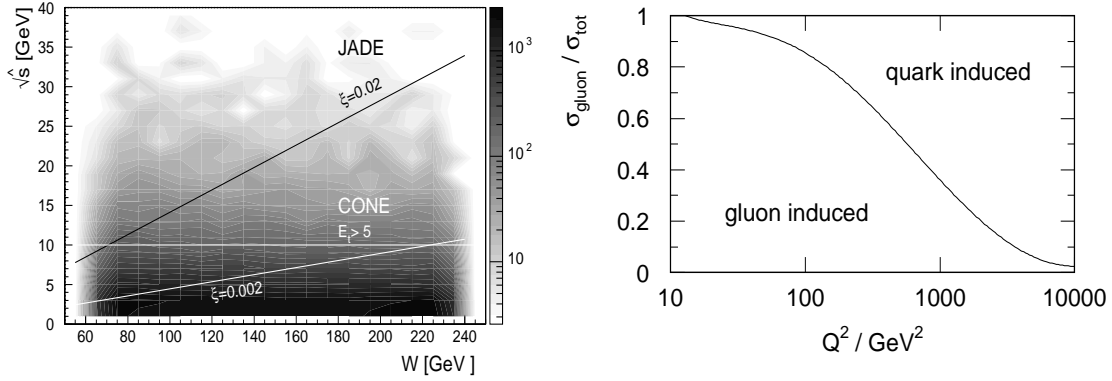 √ŝ [GeV]
40
35
30
25
20
15
10
5
0
JADE
ξ=0.02
CONE
E_t> 5
ξ=0.002
60 80 100 120 140 160 180 200 220 240
W [GeV]
10^3
10^2
10
σ_gluon / σ_tot
1
0.8
0.6
0.4
0.2
0
quark induced
gluon induced
10 100 1000 10000
Q^2 / GeV^2